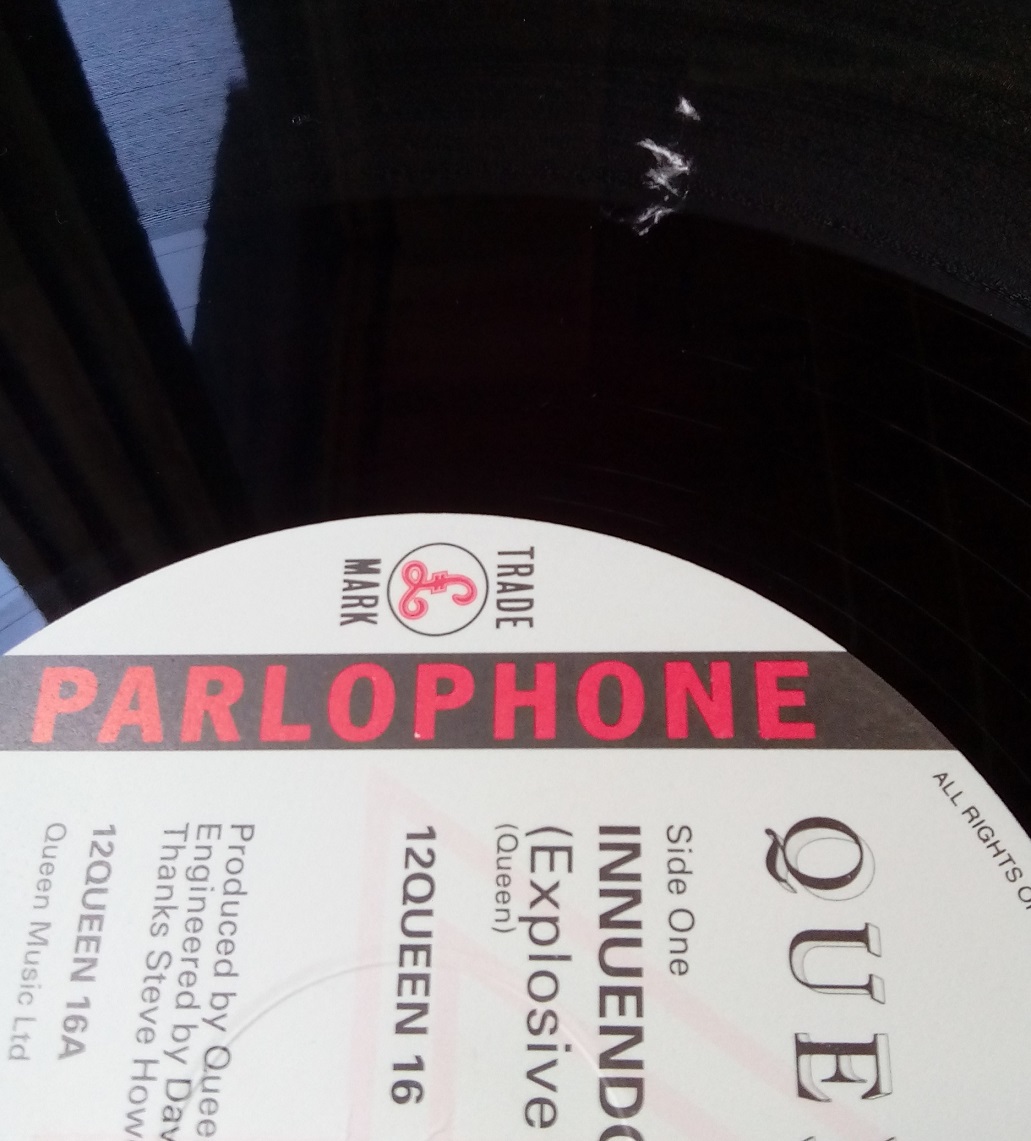 TRADE
MARK
PARLOPHONE
ALL RIGHTS
QUE
Side One
INNUENDO
(Explosive
(Queen)
12QUEEN 16
Produced by Quee
Engineered by Dav
Thanks Steve How
12QUEEN 16A
Queen Music Ltd